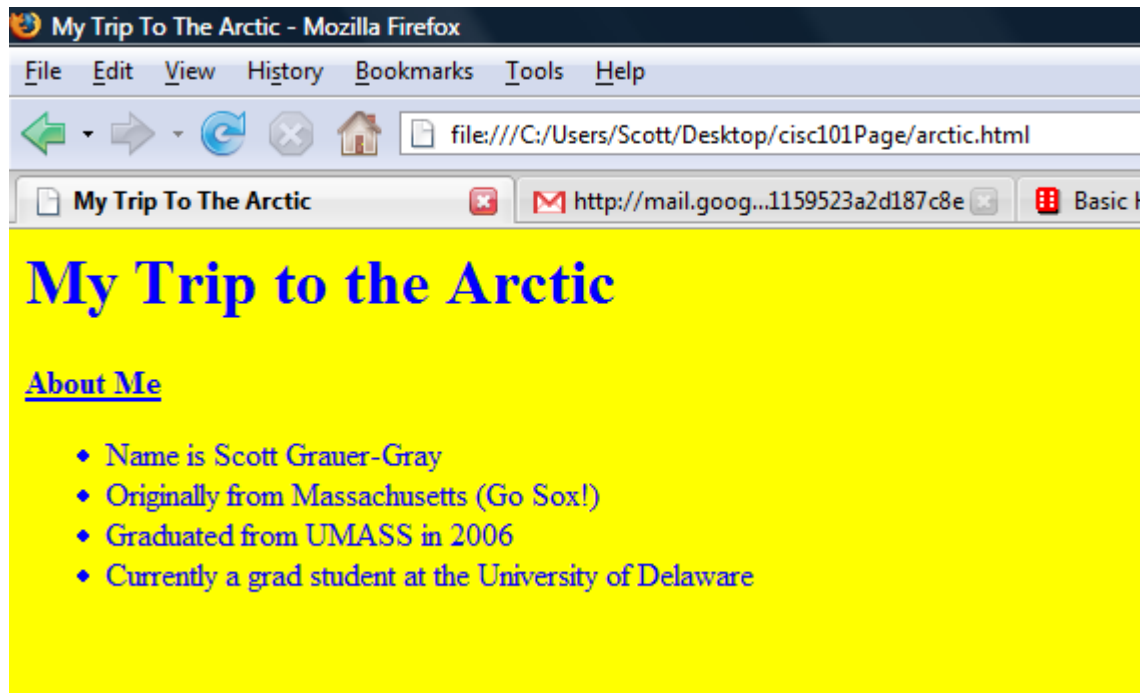 My Trip To The Arctic - Mozilla Firefox
File Edit View History Bookmarks Tools Help
file:///C:/Users/Scott/Desktop/cisc101Page/arctic.html
My Trip To The Arctic http://mail.goog...1159523a2d187c8e Basic
My Trip to the Arctic
About Me
• Name is Scott Grauer-Gray
• Originally from Massachusetts (Go Sox!)
• Graduated from UMASS in 2006
• Currently a grad student at the University of Delaware